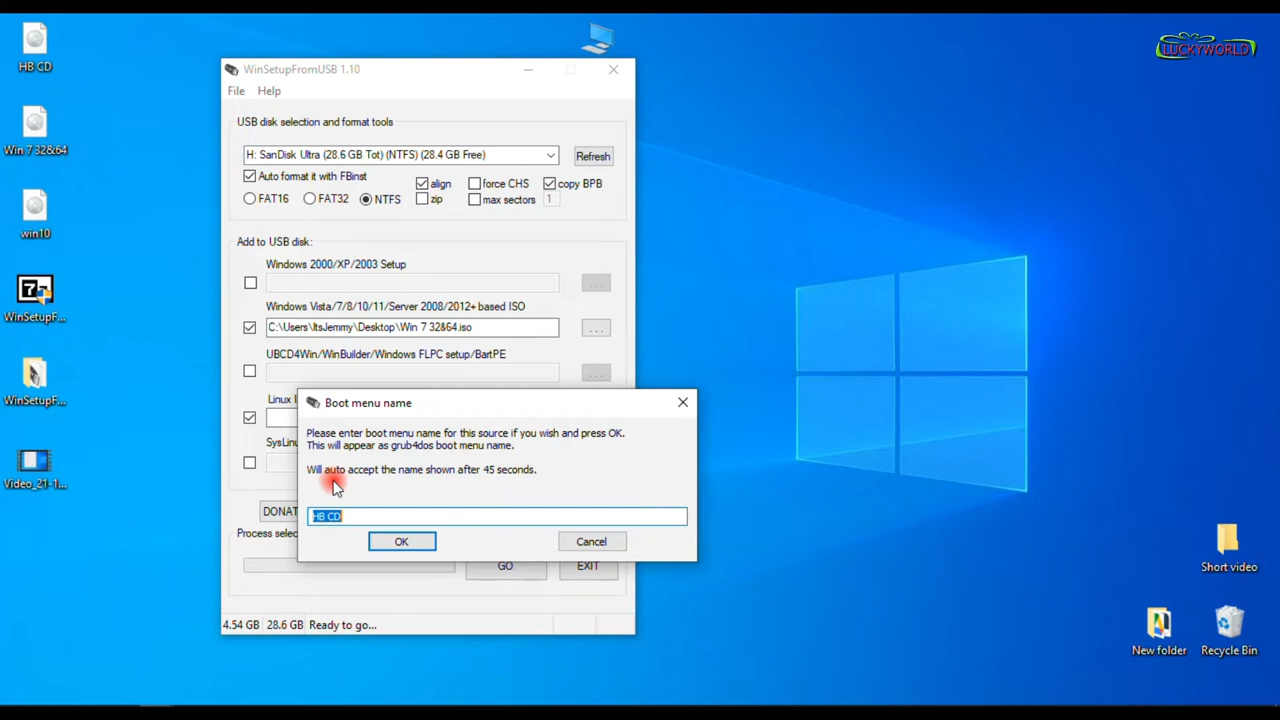 HB CD
Win 7 32&64
win10
WinSetupF...
WinSetupF...
Video_21-1...
LUCKYWORLD
WinSetupFromUSB 1.10
File Help
USB disk selection and format tools
H: SanDisk Ultra (28.6 GB Tot) (NTFS) (28.4 GB Free)
Refresh
Auto format it with FBinst
align
force CHS
copy BPB
FAT16
FAT32
NTFS
zip
max sectors
1
Add to USB disk:
Windows 2000/XP/2003 Setup
...
Windows Vista/7/8/10/11/Server 2008/2012+ based ISO
C:\Users\ItsJemmy\Desktop\Win 7 32&64.iso
...
UBCD4Win/WinBuilder/Windows FLPC setup/BartPE
...
Linux I
SysLin
DONAT
Process selec
GO
EXIT
4.54 GB 28.6 GB Ready to go...
Boot menu name
Please enter boot menu name for this source if you wish and press OK.
This will appear as grub4dos boot menu name.
Will auto accept the name shown after 45 seconds.
HB CD
OK
Cancel
Short video
New folder
Recycle Bin